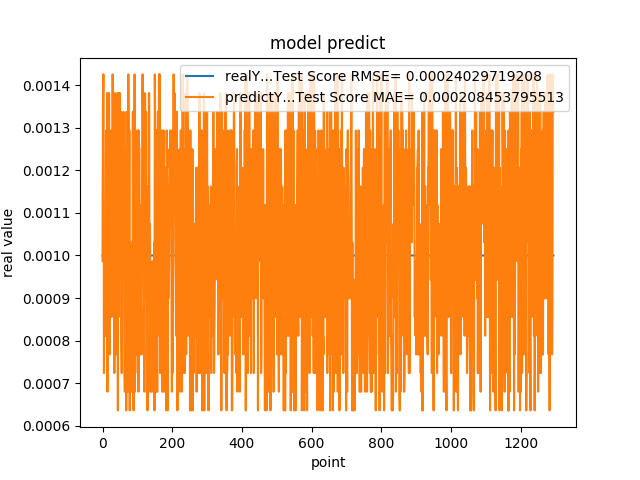 model predict
realY...Test Score RMSE= 0.00024029719208
predictY...Test Score MAE= 0.000208453795513
0.0014
0.0013
0.0012
0.0011
0.0010
0.0009
0.0008
0.0007
0.0006
real value
0 200 400 600 800 1000 1200
point